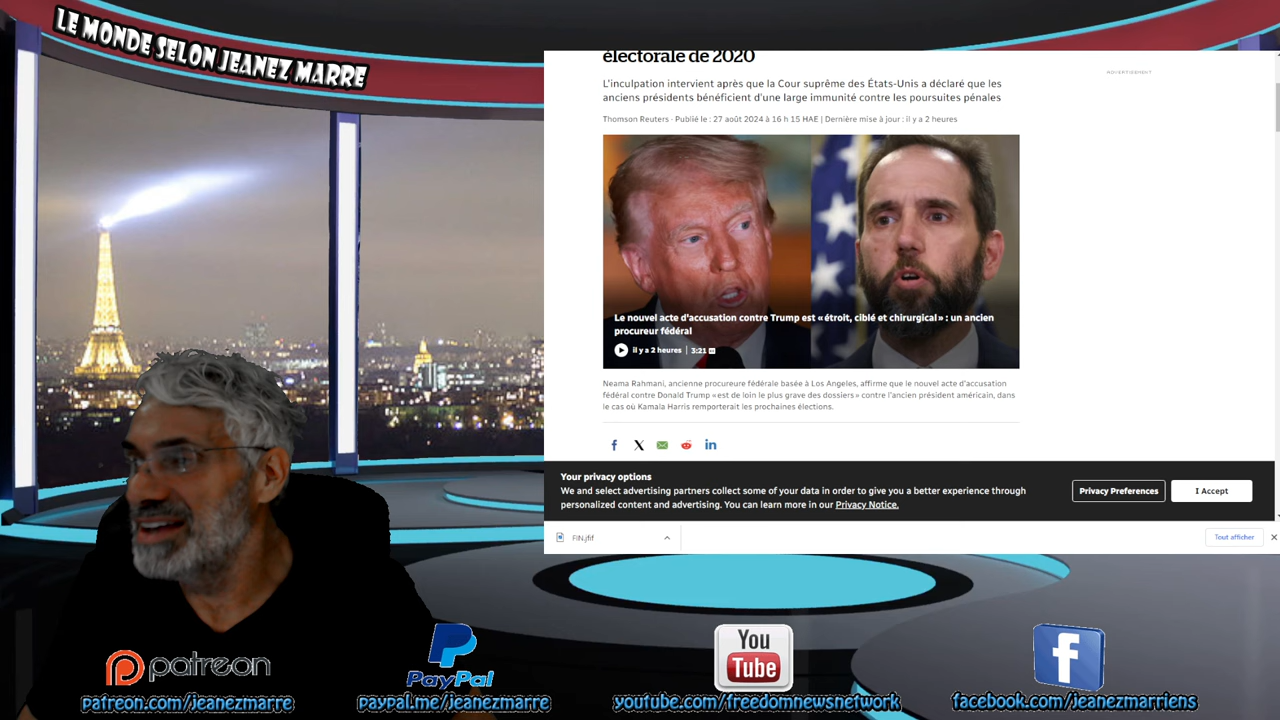 LE MONDE SELON JEANEZ MARRE
électorale de 2020
L'inculpation intervient après que la Cour suprême des États-Unis a déclaré que les
anciens présidents bénéficient d'une large immunité contre les poursuites pénales
Thomson Reuters · Publié le : 27 août 2024 à 16 h 15 HAE | Dernière mise à jour : il y a 2 heures
ADVERTISEMENT
Le nouvel acte d'accusation contre Trump est « étroit, ciblé et chirurgical » : un ancien
procureur fédéral
il y a 2 heures | 3:21
Neama Rahmani, ancienne procureure fédérale basée à Los Angeles, affirme que le nouvel acte d'accusation
fédéral contre Donald Trump « est de loin le plus grave des dossiers » contre l'ancien président américain, dans
le cas où Kamala Harris remporterait les prochaines élections.
Your privacy options
We and select advertising partners collect some of your data in order to give you a better experience through
personalized content and advertising. You can learn more in our Privacy Notice.
Privacy Preferences
I Accept
FIN.jfif
Tout afficher
patreon
patreon.com/jeanezmarre
PayPal
paypal.me/jeanezmarre
You
Tube
youtube.com/freedomnewsnetwork
facebook.com/jeanezmarriens